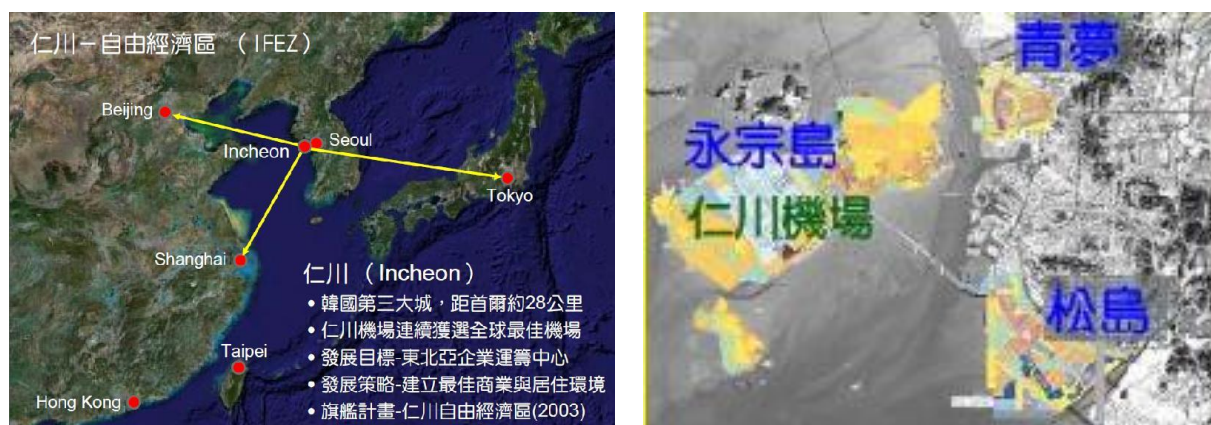 仁川－自由經濟區 （IFEZ）
Beijing
Incheon
Seoul
Tokyo
Shanghai
仁川（Incheon）
•韓國第三大城，距首爾約28公里
•仁川機場連續獲選全球最佳機場
•發展目標-東北亞企業運籌中心
•發展策略-建立最佳商業與居住環境
•旗艦計畫-仁川自由經濟區(2003)
Taipei
Hong Kong
青夢
永宗島
仁川機場
松島